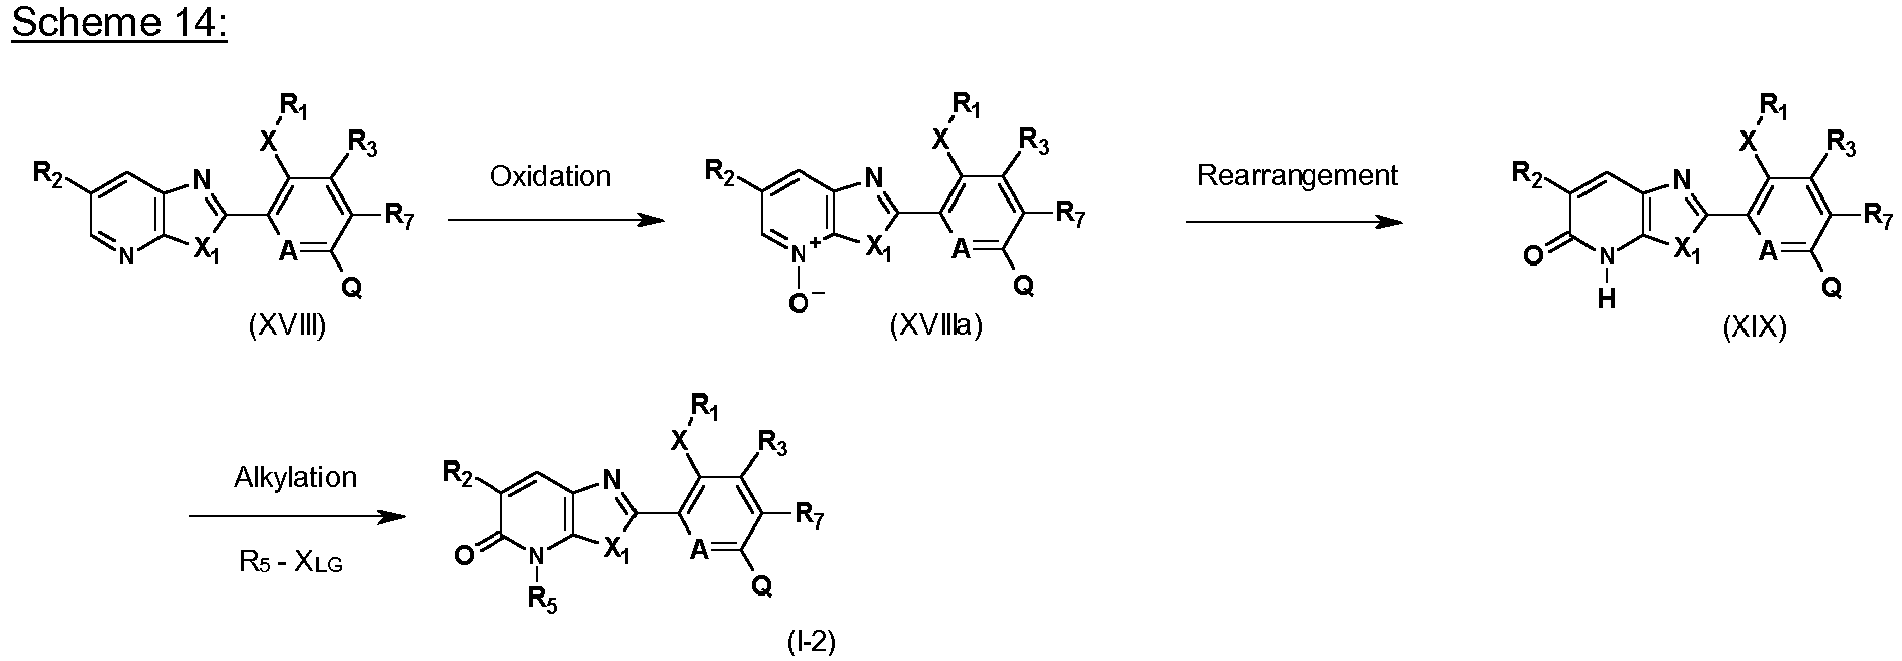 Scheme 14:
R1
X
R3
R2
N
R7
N
X1
A
Q
(XVIII)
Oxidation
R1
X
R3
R2
N
R7
N+
X1
A
O−
Q
(XVIIIa)
Rearrangement
R1
X
R3
R2
N
R7
O
N
X1
A
H
Q
(XIX)
Alkylation
R5 - XLG
R1
X
R3
R2
N
R7
O
N
X1
A
R5
Q
(I-2)